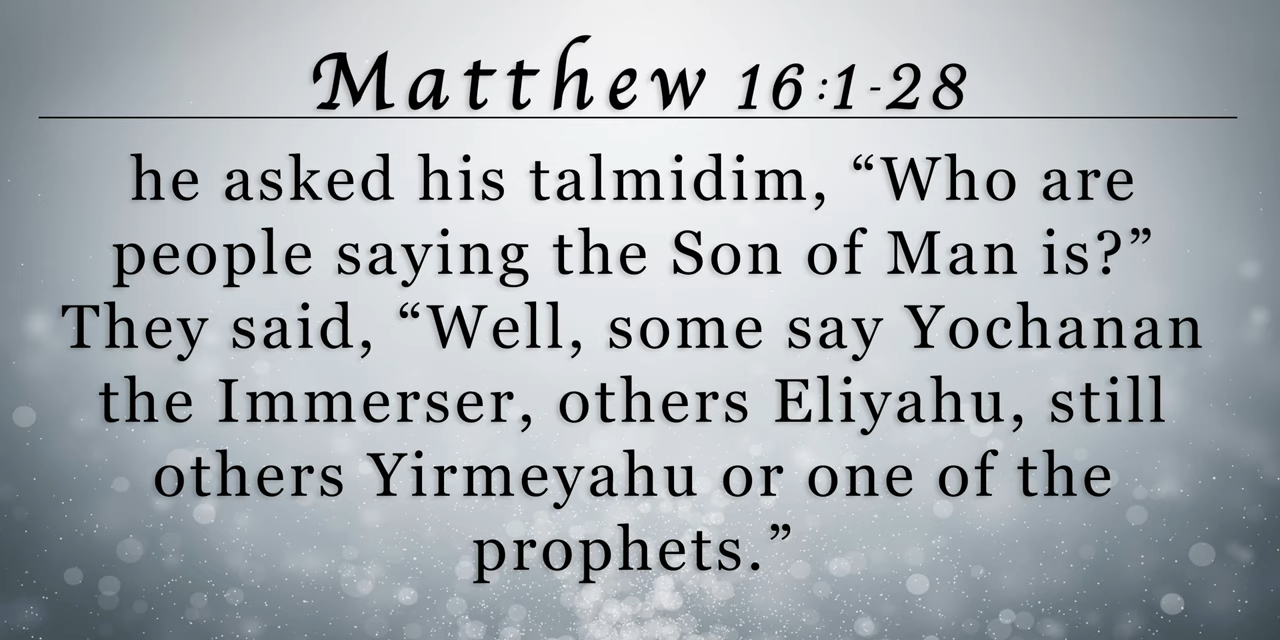 Matthew 16:1-28
he asked his talmidim, “Who are
people saying the Son of Man is?”
They said, “Well, some say Yochanan
the Immerser, others Eliyahu, still
others Yirmeyahu or one of the
prophets.”